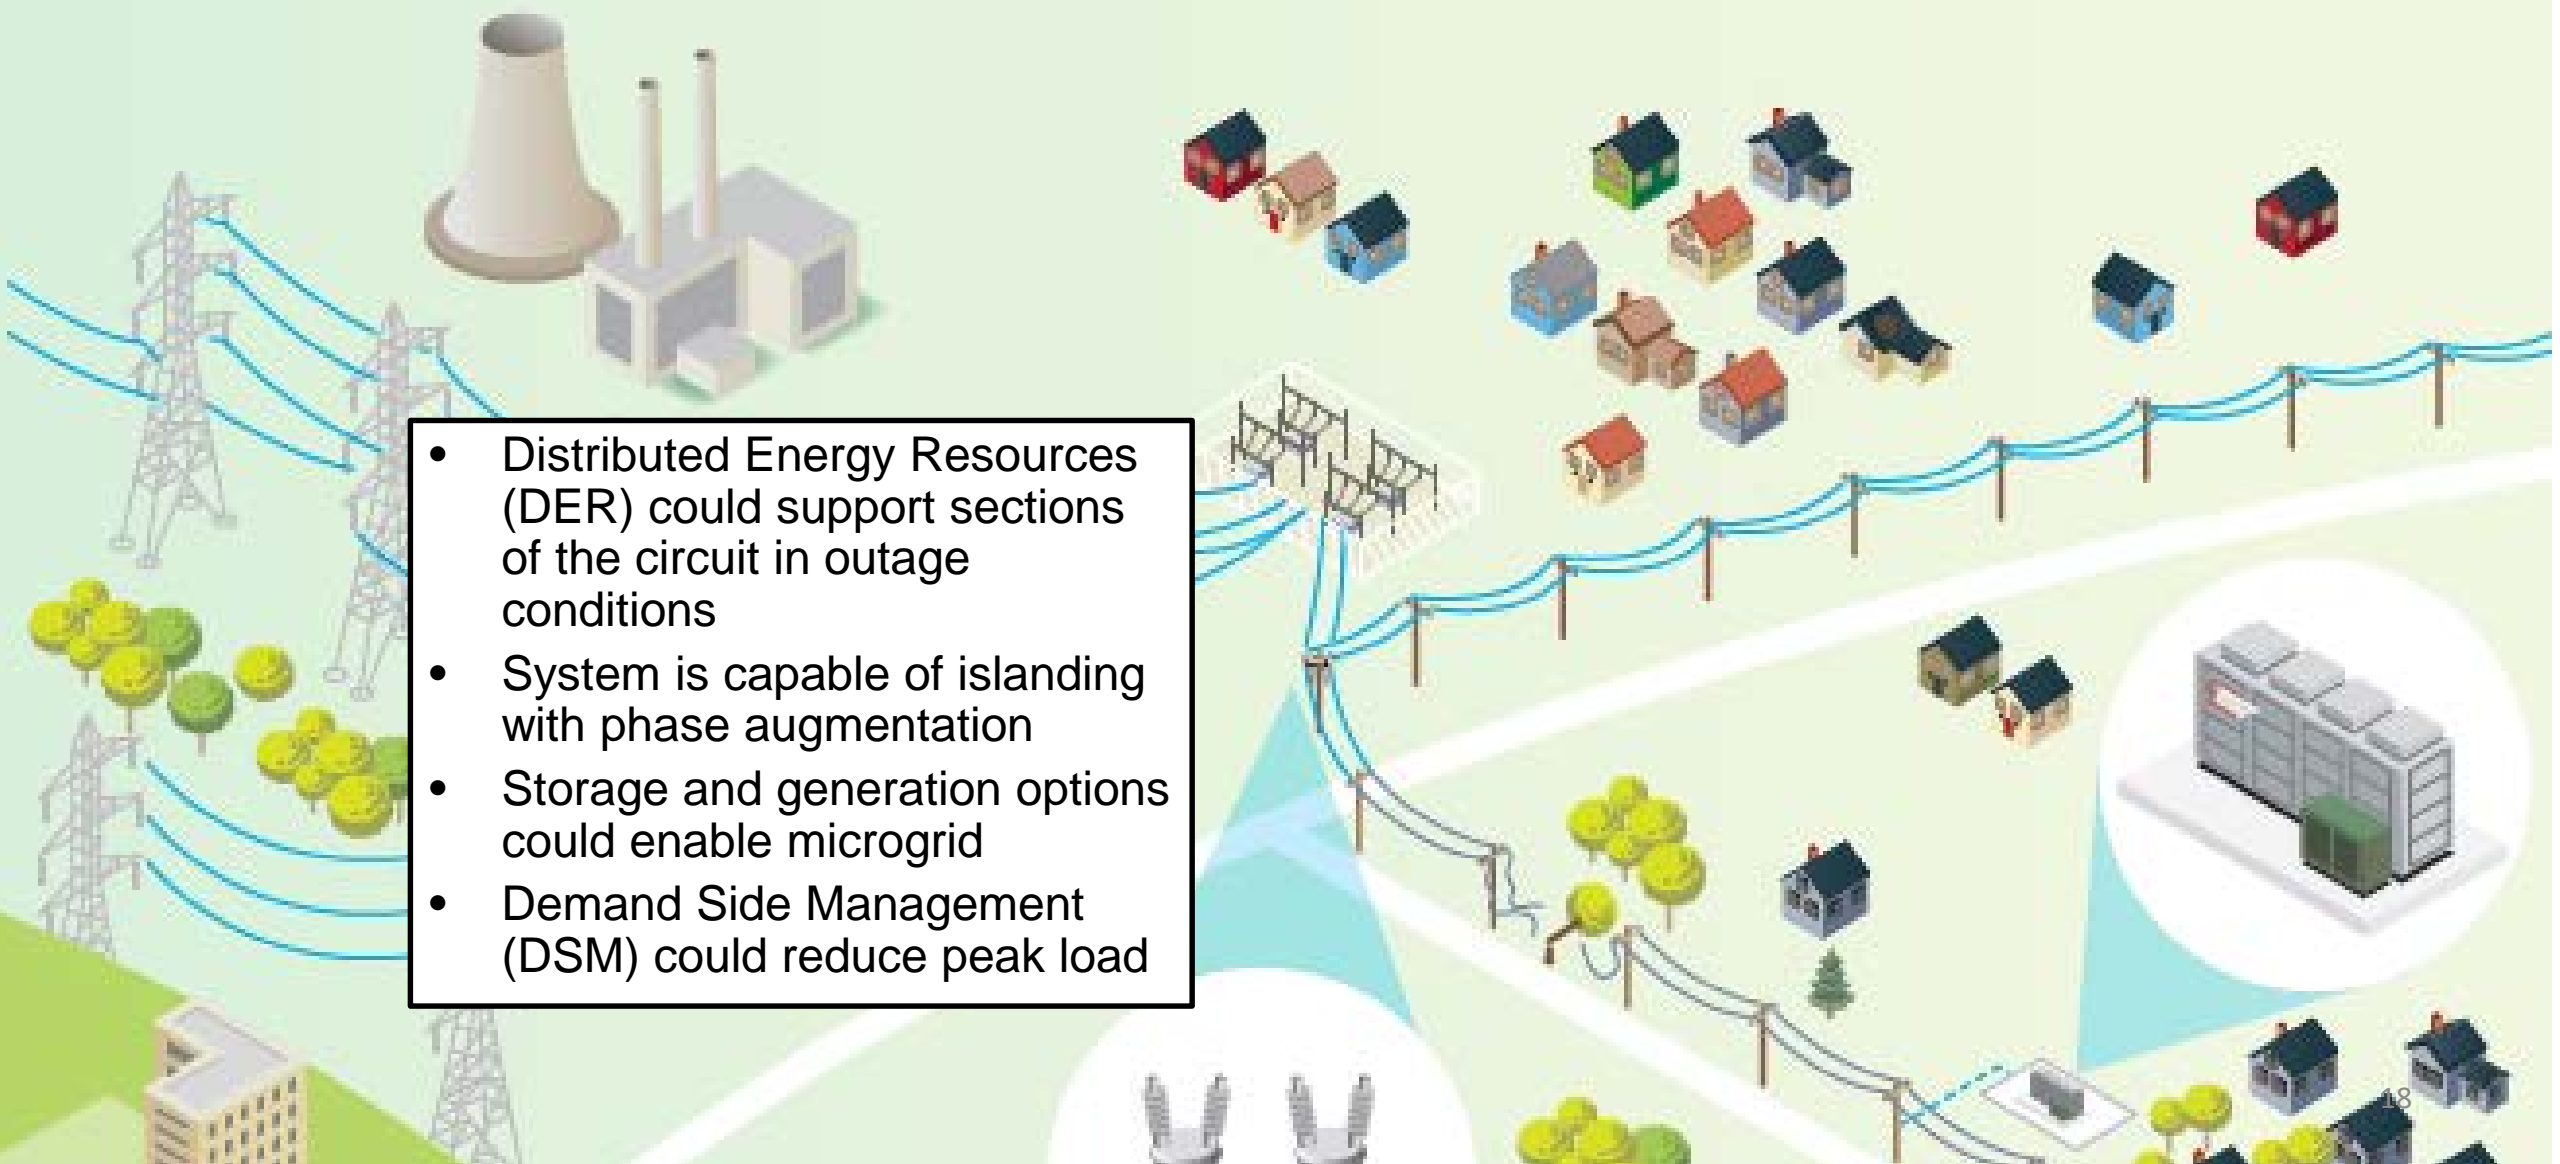 • Distributed Energy Resources
(DER) could support sections
of the circuit in outage
conditions
• System is capable of islanding
with phase augmentation
• Storage and generation options
could enable microgrid
• Demand Side Management
(DSM) could reduce peak load
18